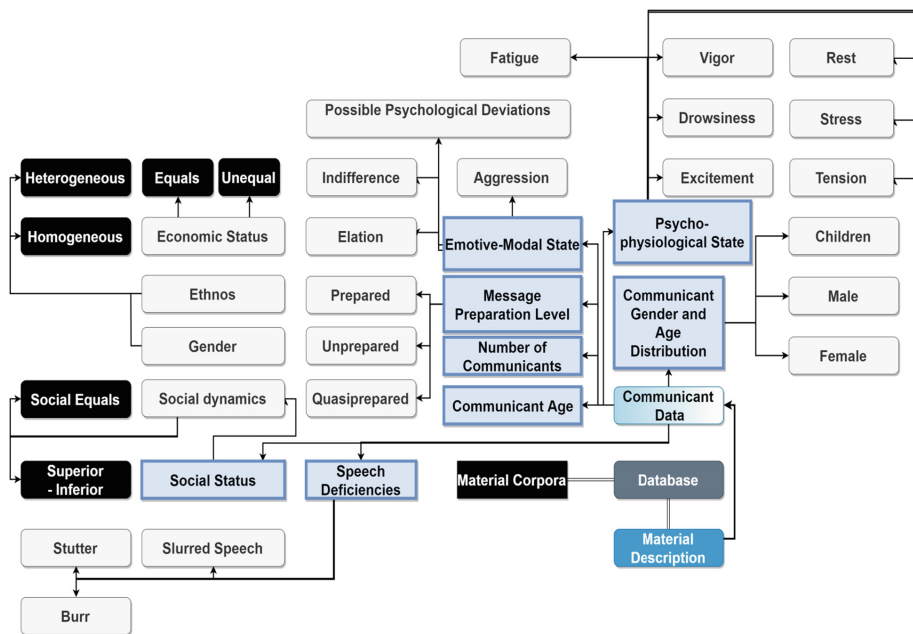 Fatigue
Vigor
Rest
Possible Psychological Deviations
Drowsiness
Stress
Heterogeneous
Equals
Unequal
Indifference
Aggression
Excitement
Tension
Homogeneous
Economic Status
Elation
Emotive-Modal State
Psycho-
physiological State
Children
Ethnos
Prepared
Message
Preparation Level
Communicant
Gender and
Age
Distribution
Male
Gender
Unprepared
Number of
Communicants
Female
Social Equals
Social dynamics
Quasiprepared
Communicant Age
Communicant
Data
Superior
- Inferior
Social Status
Speech
Deficiencies
Material Corpora
Database
Stutter
Slurred Speech
Material
Description
Burr